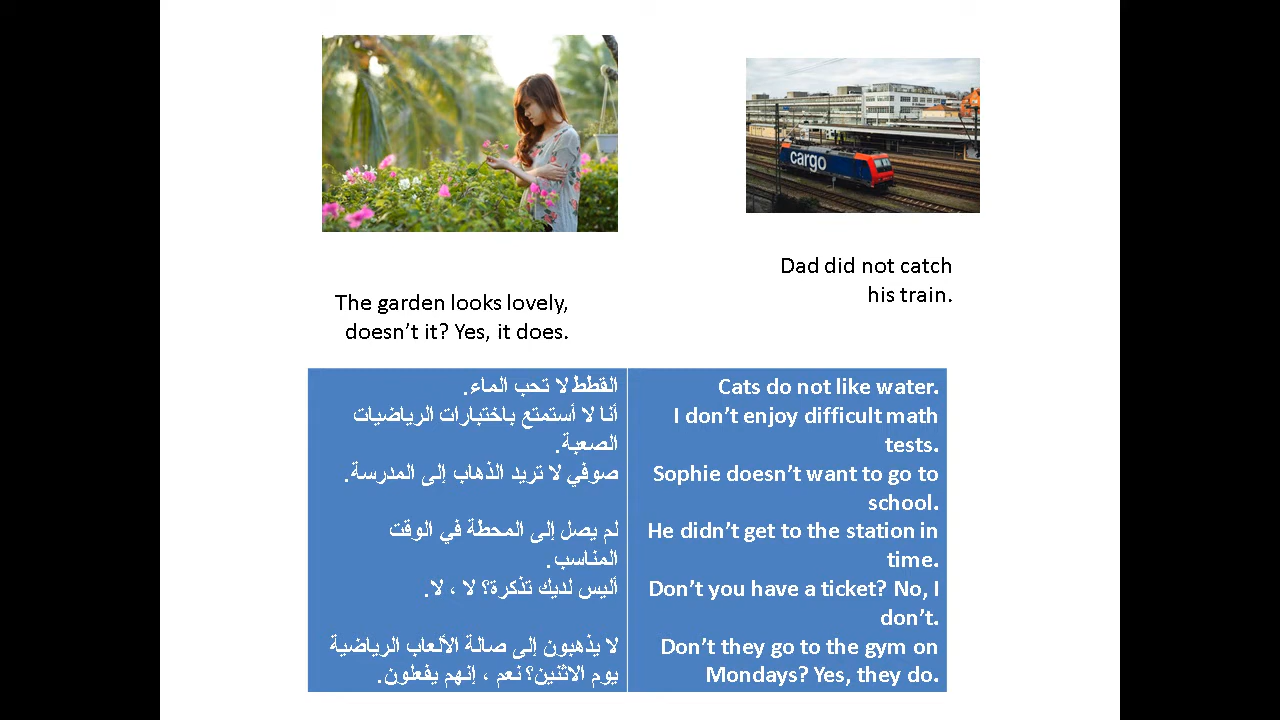 cargo
The garden looks lovely,
doesn’t it? Yes, it does.
Dad did not catch
his train.
القطط لا تحب الماء.
أنا لا أستمتع باختبارات الرياضيات
الصعبة.
صوفي لا تريد الذهاب إلى المدرسة.
لم يصل إلى المحطة في الوقت
المناسب.
أليس لديك تذكرة؟ لا ، لا.
لا يذهبون إلى صالة الألعاب الرياضية
يوم الاثنين؟ نعم ، إنهم يفعلون.
Cats do not like water.
I don’t enjoy difficult math
tests.
Sophie doesn’t want to go to
school.
He didn’t get to the station in
time.
Don’t you have a ticket? No, I
don’t.
Don’t they go to the gym on
Mondays? Yes, they do.